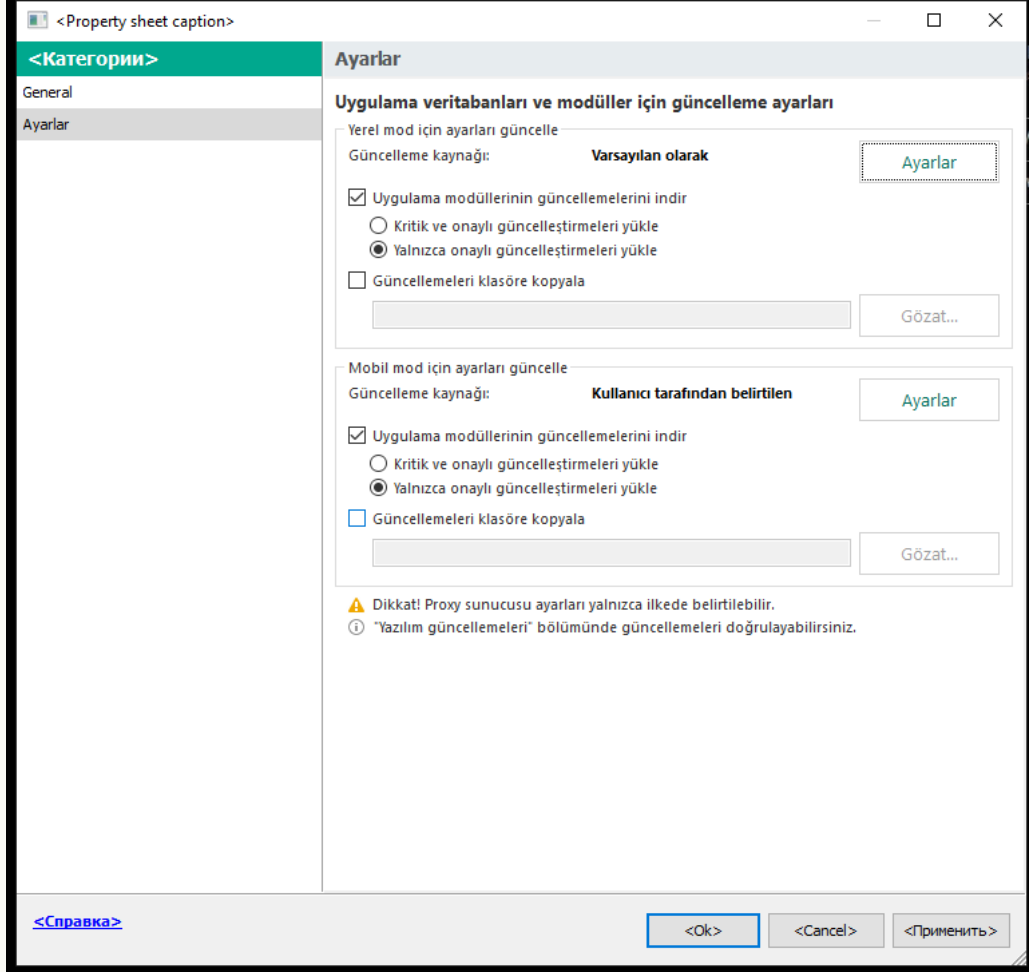 <Property sheet caption>
<Категории>
General
Ayarlar
Ayarlar
Uygulama veritabanları ve modüller için güncelleme ayarları
Yerel mod için ayarları güncelle
Güncelleme kaynağı: Varsayılan olarak Ayarlar
Uygulama modüllerinin güncellemelerini indir
Kritik ve onaylı güncelleştirmeleri yükle
Yalnızca onaylı güncelleştirmeleri yükle
Güncellemeleri klasöre kopyala
Gözat...
Mobil mod için ayarları güncelle
Güncelleme kaynağı: Kullanıcı tarafından belirtilen Ayarlar
Uygulama modüllerinin güncellemelerini indir
Kritik ve onaylı güncelleştirmeleri yükle
Yalnızca onaylı güncelleştirmeleri yükle
Güncellemeleri klasöre kopyala
Gözat...
Dikkat! Proxy sunucusu ayarları yalnızca ilkede belirtilebilir.
"Yazılım güncellemeleri" bölümünde güncellemeleri doğrulayabilirsiniz.
<Справка>
<Ok> <Cancel> <Применить>